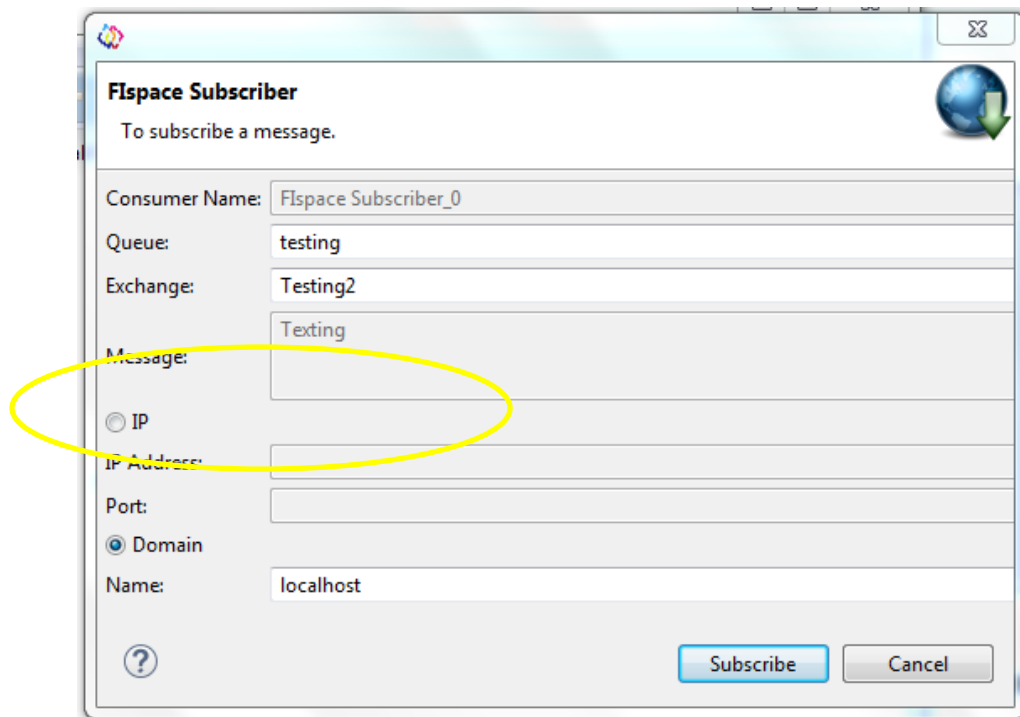 FIspace Subscriber
To subscribe a message.
Consumer Name: FIspace Subscriber_0
Queue: testing
Exchange: Testing2
Message: Texting
IP
IP Address:
Port:
Domain
Name: localhost
? Subscribe Cancel